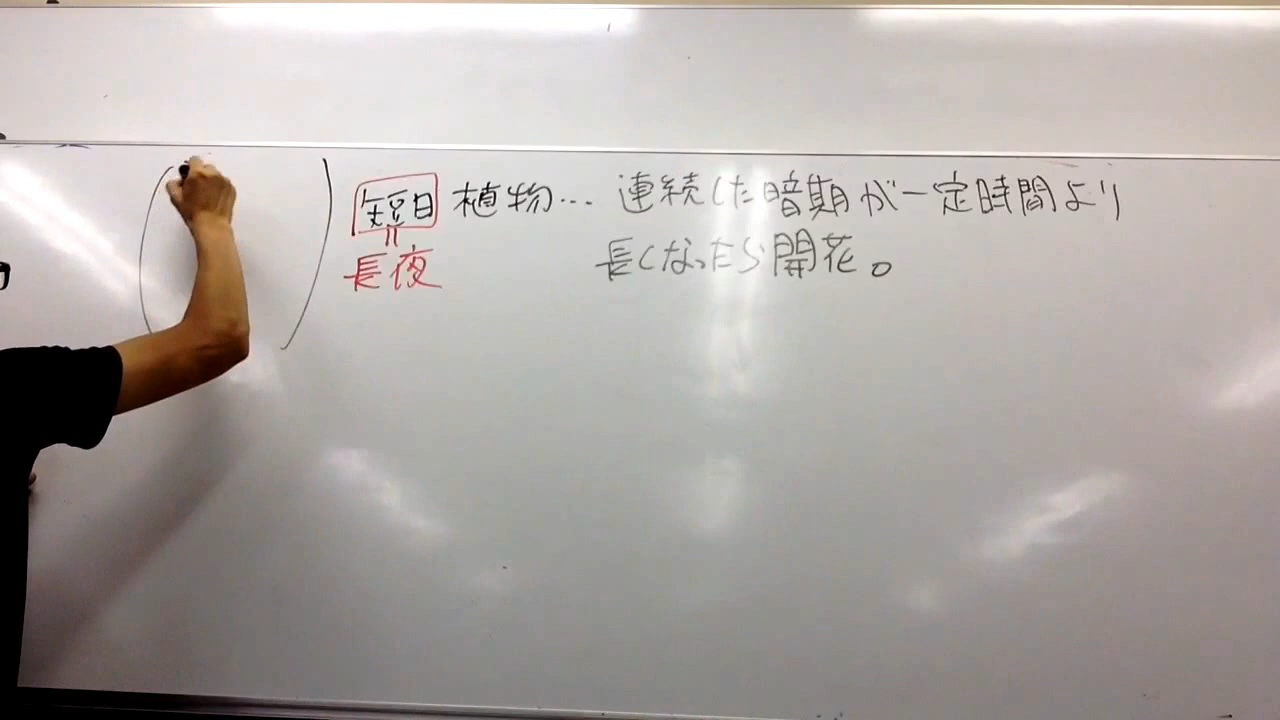 短日植物… 連続した暗期が一定時間より
長くなったら開花。
=
長夜